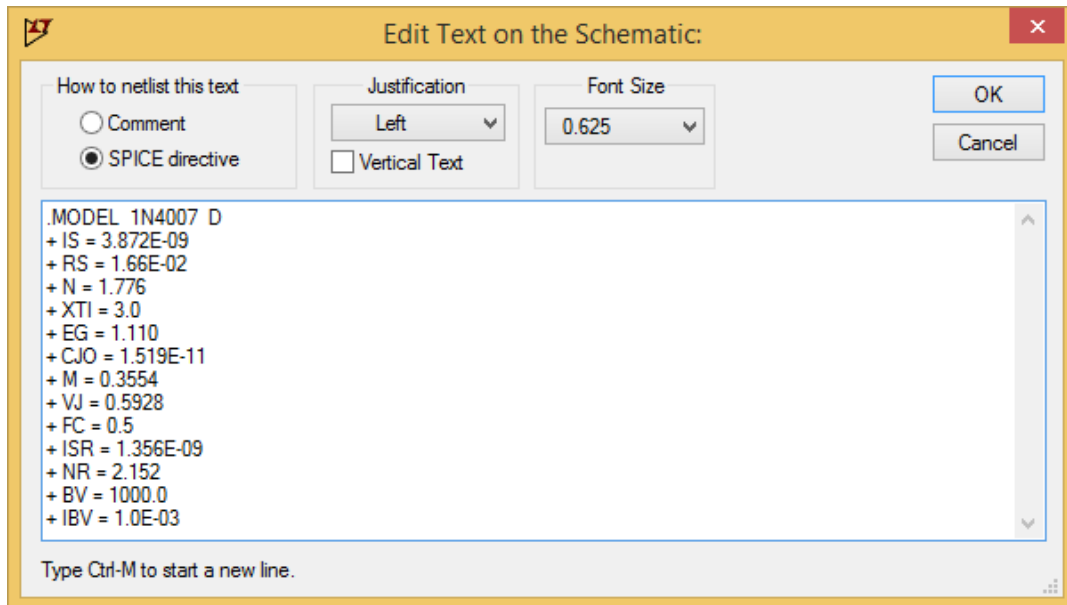 Edit Text on the Schematic:
How to netlist this text
Comment
SPICE directive
Justification
Left
Vertical Text
Font Size
0.625
OK
Cancel
.MODEL 1N4007 D
+ IS = 3.872E-09
+ RS = 1.66E-02
+ N = 1.776
+ XTI = 3.0
+ EG = 1.110
+ CJO = 1.519E-11
+ M = 0.3554
+ VJ = 0.5928
+ FC = 0.5
+ ISR = 1.356E-09
+ NR = 2.152
+ BV = 1000.0
+ IBV = 1.0E-03
Type Ctrl-M to start a new line.